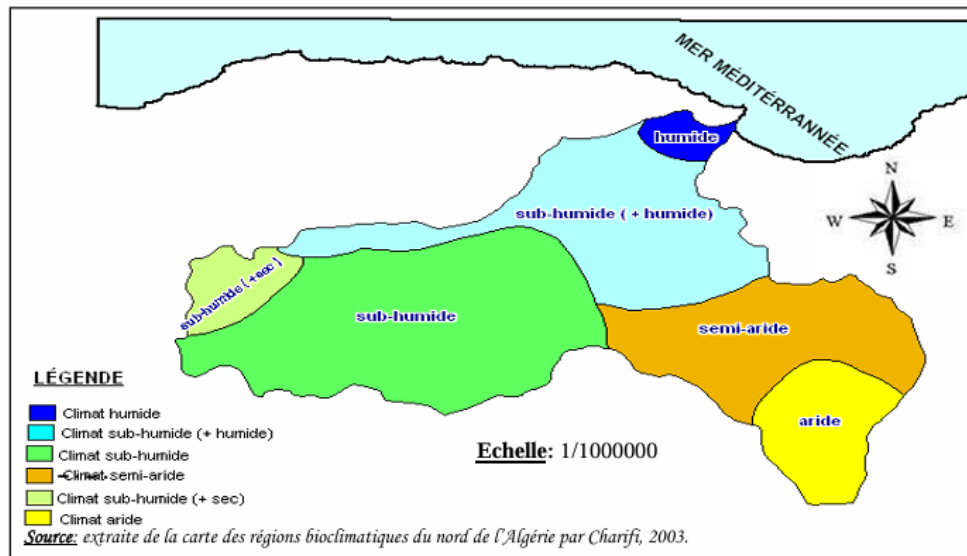 MER MÉDITÉRRANNÉE
humide
sub-humide ( + humide)
N
W
E
S
sub-humide (+sec)
sub-humide
semi-aride
aride
LÉGENDE
Climat humide
Climat sub-humide (+ humide)
Climat sub-humide
Climat semi-aride
Climat sub-humide (+ sec)
Climat aride
Echelle: 1/1000000
Source: extraite de la carte des régions bioclimatiques du nord de l'Algérie par Charifi, 2003.